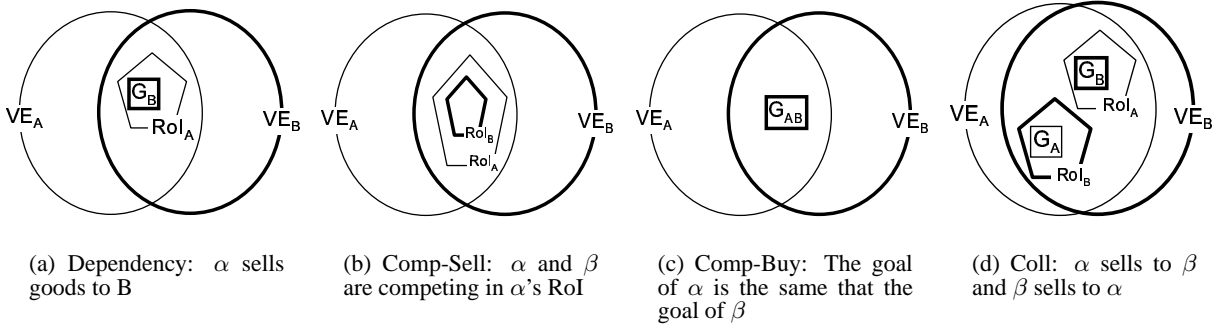 VE_A G_B RoI_A VE_B
VE_A RoI_B RoI_A VE_B
VE_A G_AB VE_B
VE_A G_B RoI_A G_A RoI_B VE_B
(a) Dependency: α sells
goods to B
(b) Comp-Sell: α and β
are competing in α's RoI
(c) Comp-Buy: The goal
of α is the same that the
goal of β
(d) Coll: α sells to β
and β sells to α